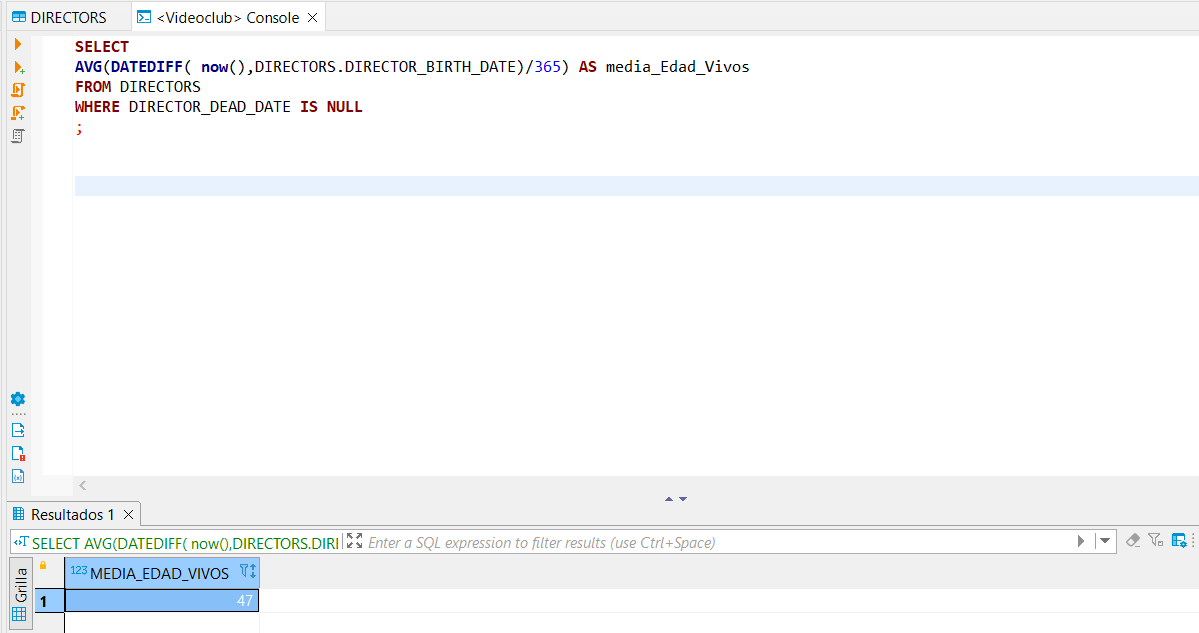 DIRECTORS
<Videoclub> Console
SELECT
AVG(DATEDIFF( now(),DIRECTORS.DIRECTOR_BIRTH_DATE)/365) AS media_Edad_Vivos
FROM DIRECTORS
WHERE DIRECTOR_DEAD_DATE IS NULL
;
Resultados 1
SELECT AVG(DATEDIFF( now(),DIRECTORS.DIRI
Enter a SQL expression to filter results (use Ctrl+Space)
Grilla
123 MEDIA_EDAD_VIVOS
1
47